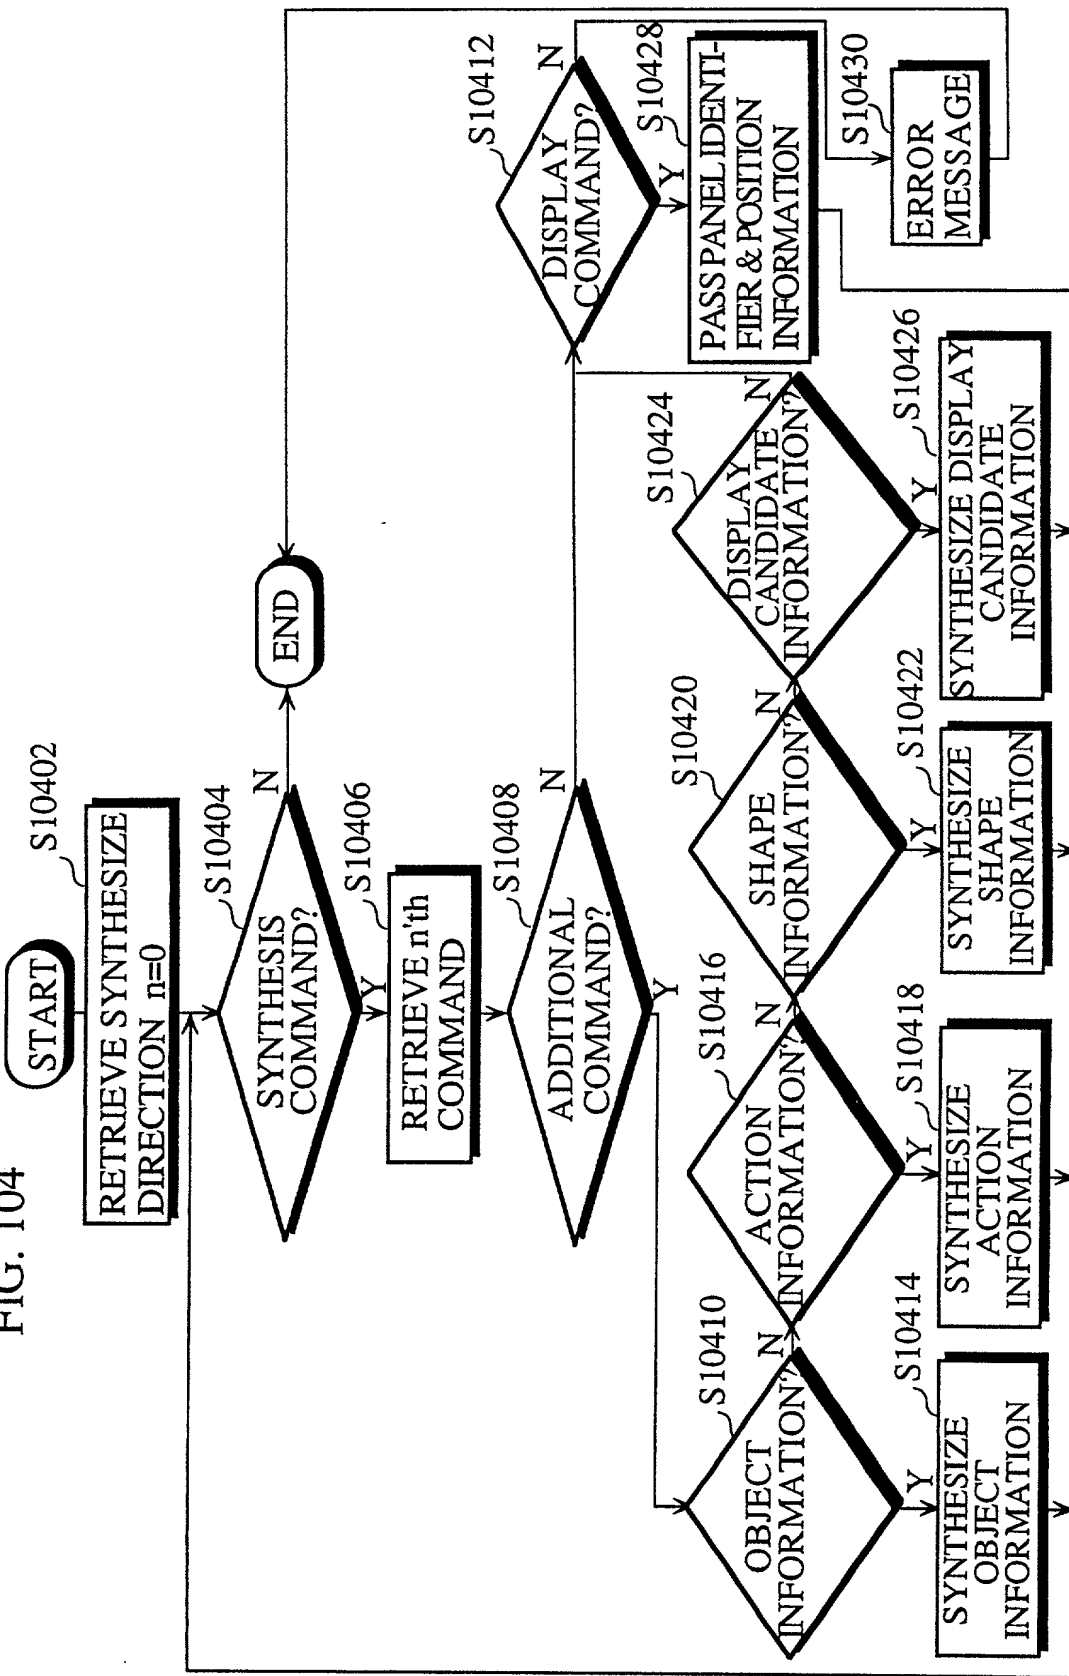 FIG. 104
START
S10402
RETRIEVE SYNTHESIZE
DIRECTION n=0
S10404
SYNTHESIS
COMMAND?
N
END
Y
S10406
RETRIEVE n'th
COMMAND
S10408
ADDITIONAL
COMMAND?
N
Y
S10412
DISPLAY
COMMAND?
N
Y
S10428
PASS PANEL IDENTI-
FIER & POSITION
INFORMATION
S10430
ERROR
MESSAGE
S10410
OBJECT
INFORMATION?
N
Y
S10414
SYNTHESIZE
OBJECT
INFORMATION
S10416
ACTION
INFORMATION?
N
Y
S10418
SYNTHESIZE
ACTION
INFORMATION
S10420
SHAPE
INFORMATION?
N
Y
S10422
SYNTHESIZE
SHAPE
INFORMATION
S10424
DISPLAY
CANDIDATE
INFORMATION?
N
Y
S10426
SYNTHESIZE DISPLAY
CANDIDATE
INFORMATION